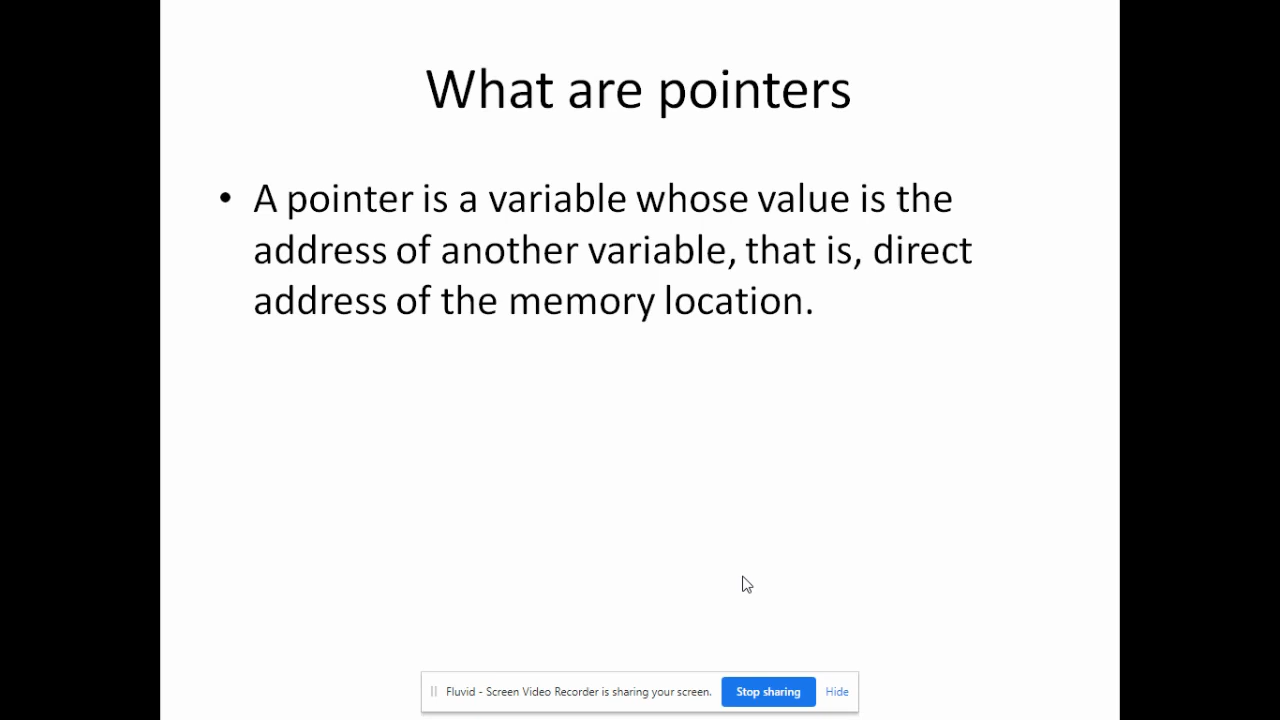 What are pointers
• A pointer is a variable whose value is the
address of another variable, that is, direct
address of the memory location.
Fluvid - Screen Video Recorder is sharing your screen. Stop sharing Hide